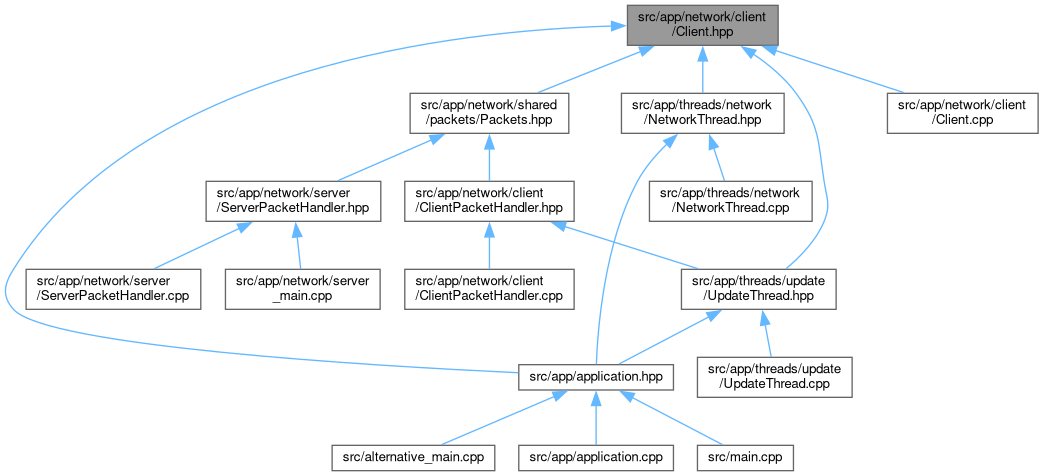 src/app/network/client
/Client.hpp
src/app/network/shared
/packets/Packets.hpp
src/app/threads/network
/NetworkThread.hpp
src/app/network/client
/Client.cpp
src/app/network/server
/ServerPacketHandler.hpp
src/app/network/client
/ClientPacketHandler.hpp
src/app/threads/network
/NetworkThread.cpp
src/app/network/server
/ServerPacketHandler.cpp
src/app/network/server
_main.cpp
src/app/network/client
/ClientPacketHandler.cpp
src/app/threads/update
/UpdateThread.hpp
src/app/application.hpp
src/app/threads/update
/UpdateThread.cpp
src/alternative_main.cpp
src/app/application.cpp
src/main.cpp